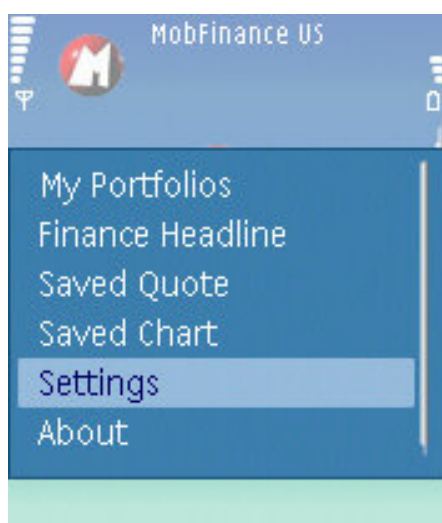 MobFinance US
My Portfolios
Finance Headline
Saved Quote
Saved Chart
Settings
About